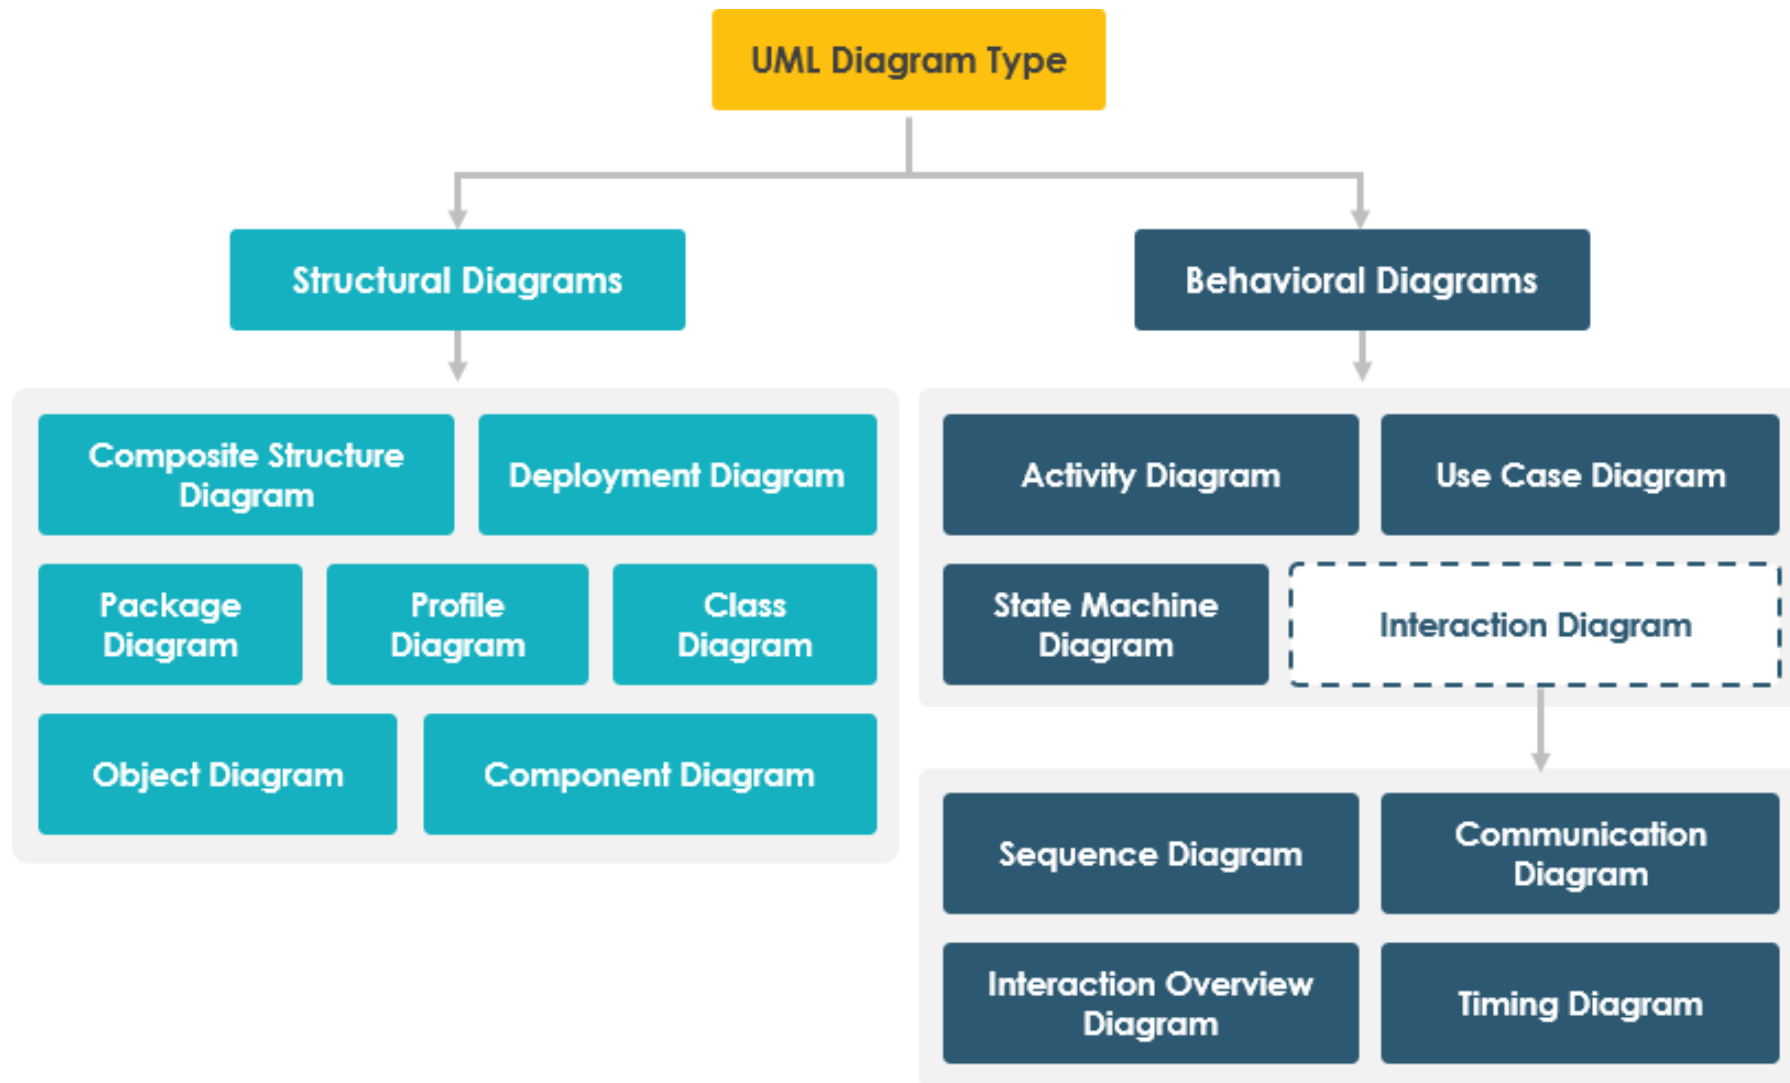 UML Diagram Type
Structural Diagrams
Behavioral Diagrams
Composite Structure
Diagram
Deployment Diagram
Package
Diagram
Profile
Diagram
Class
Diagram
Object Diagram
Component Diagram
Activity Diagram
Use Case Diagram
State Machine
Diagram
Interaction Diagram
Sequence Diagram
Communication
Diagram
Interaction Overview
Diagram
Timing Diagram